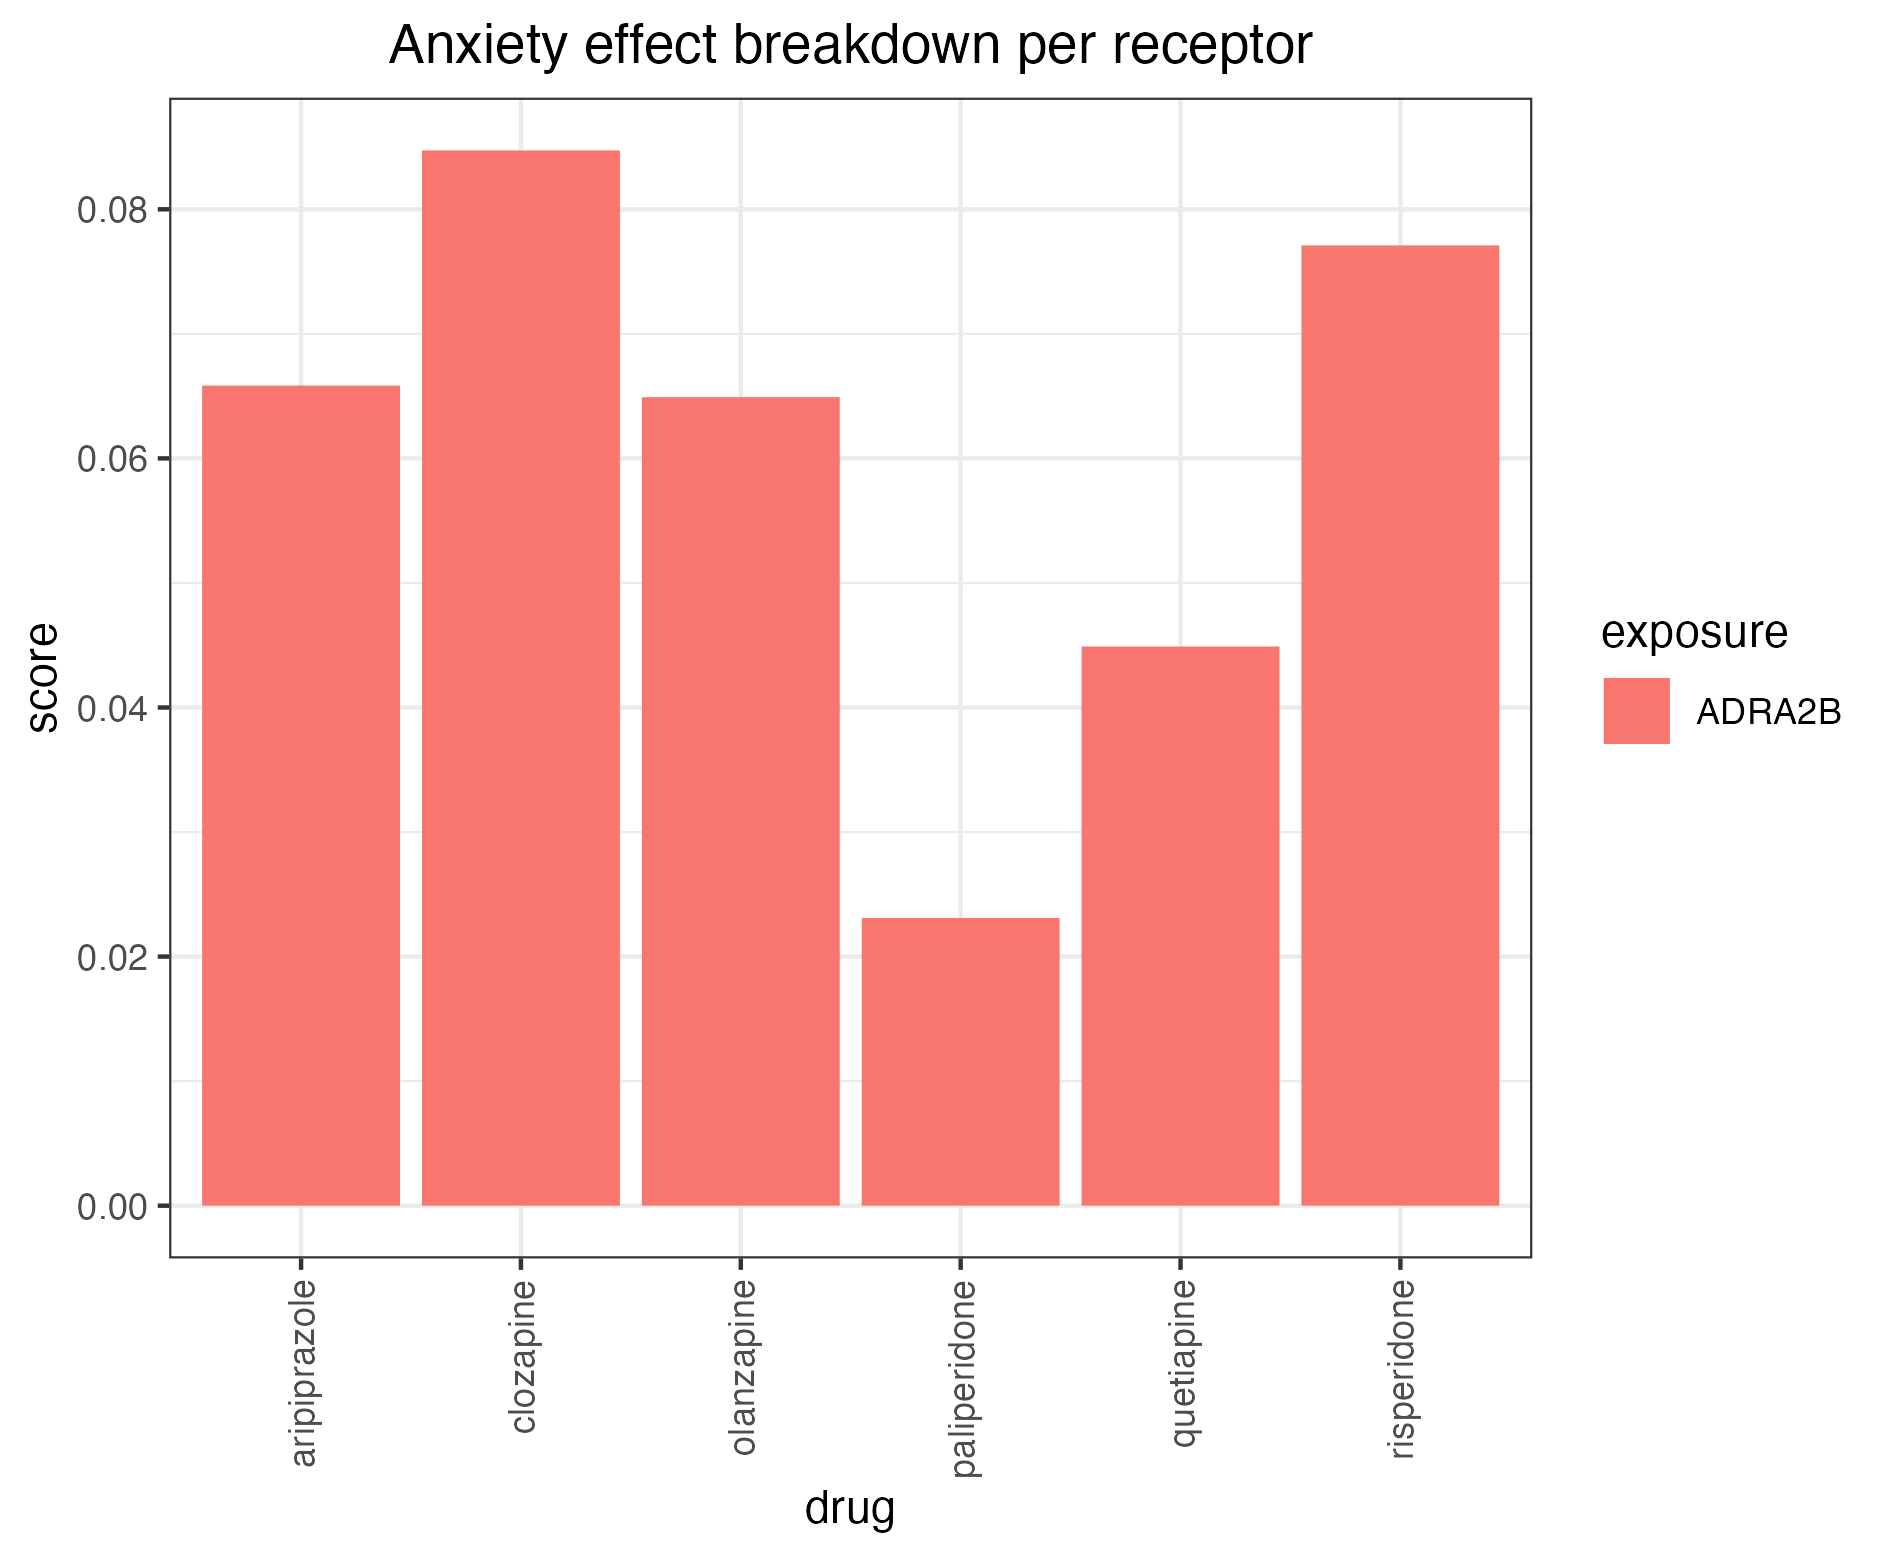 Anxiety effect breakdown per receptor
0.08
0.06
0.04
0.02
0.00
score
aripiprazole
clozapine
olanzapine
paliperidone
quetiapine
risperidone
drug
exposure
ADRA2B